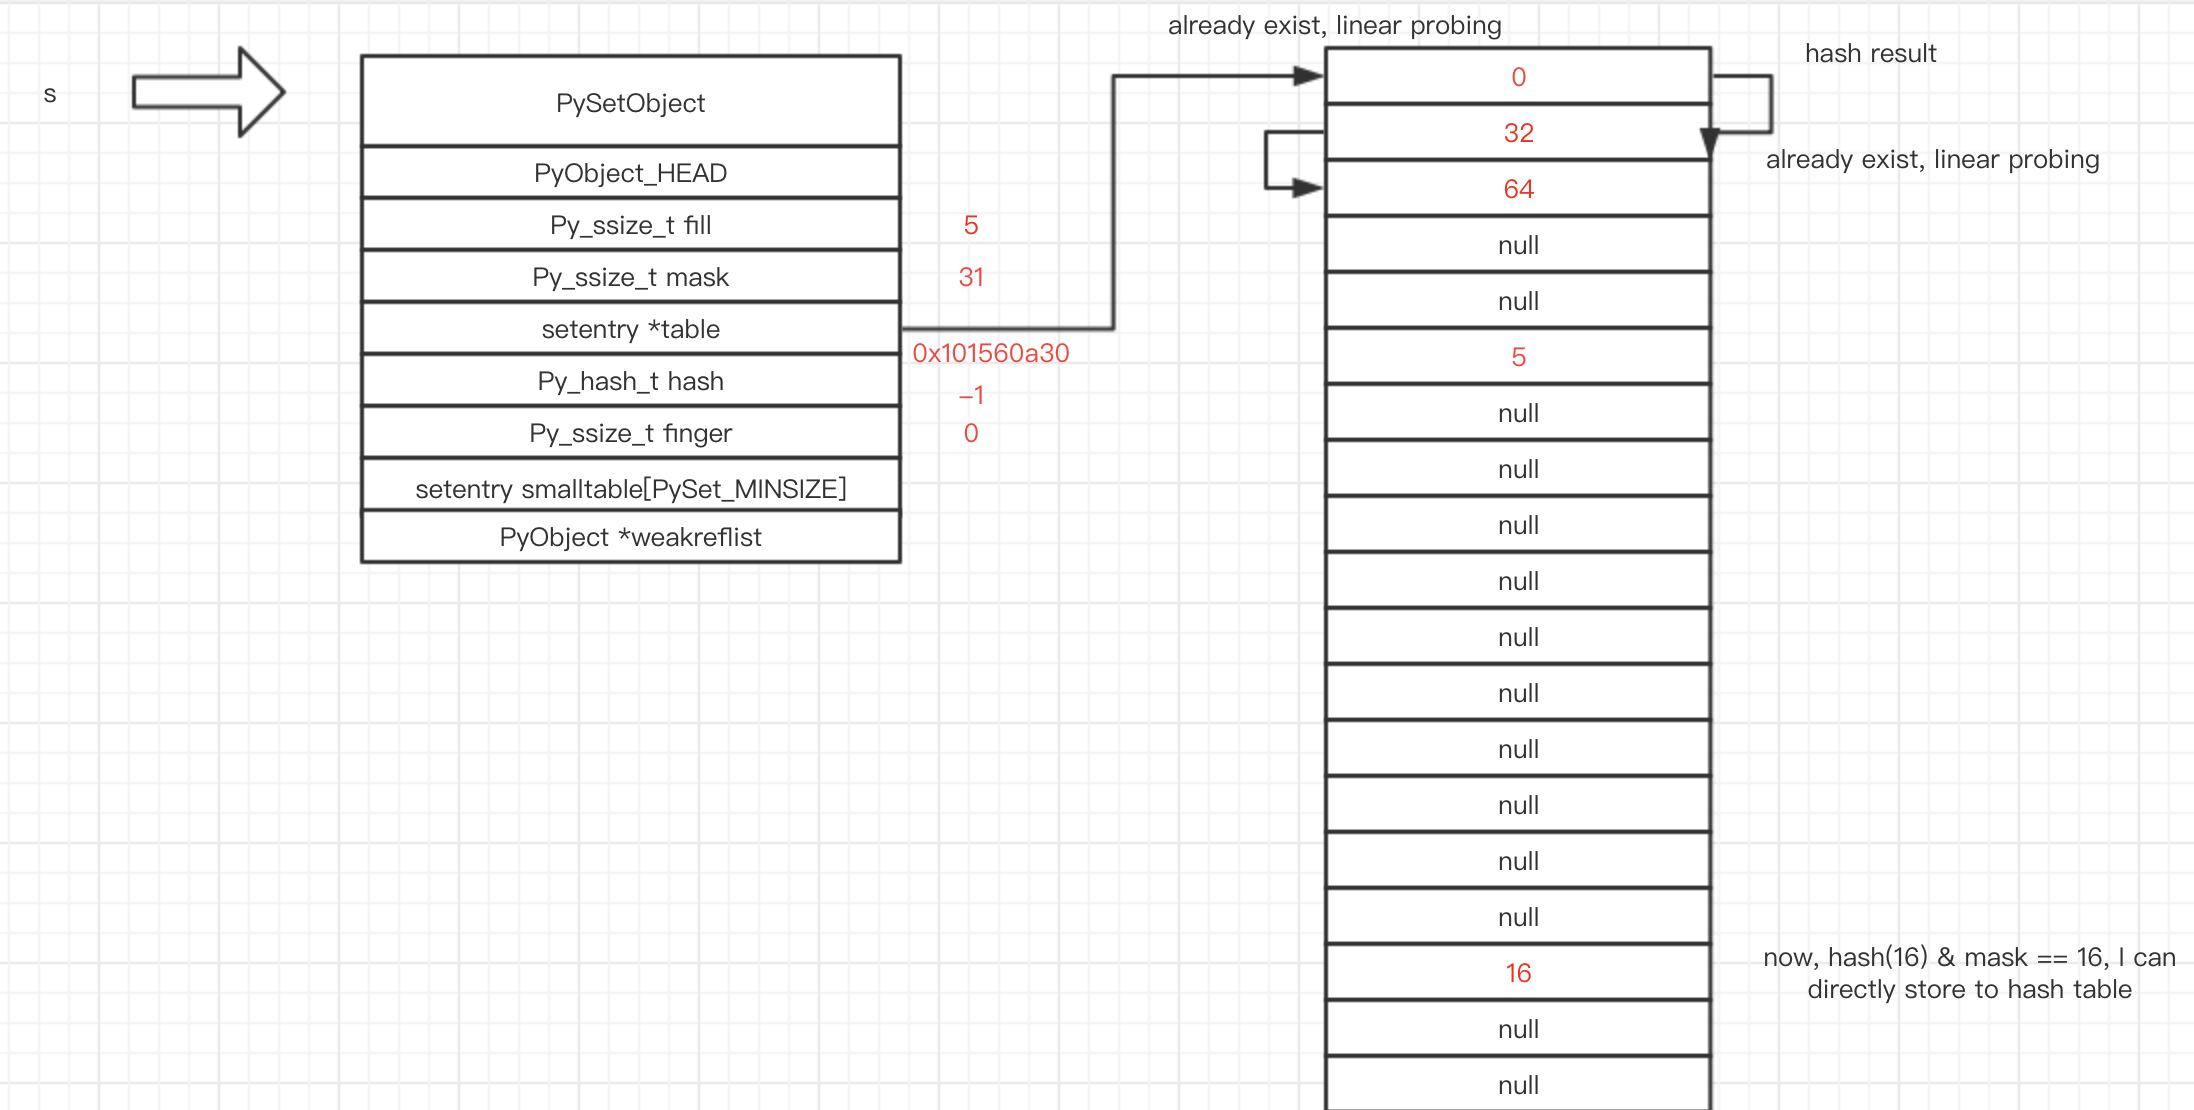 s
PySetObject
PyObject_HEAD
Py_ssize_t fill
5
Py_ssize_t mask
31
setentry *table
0x101560a30
Py_hash_t hash
–1
Py_ssize_t finger
0
setentry smalltable[PySet_MINSIZE]
PyObject *weakreflist
already exist, linear probing
hash result
already exist, linear probing
0
32
64
null
null
5
null
null
null
null
null
null
null
null
null
null
16
null
null
now, hash(16) & mask == 16, I can
directly store to hash table